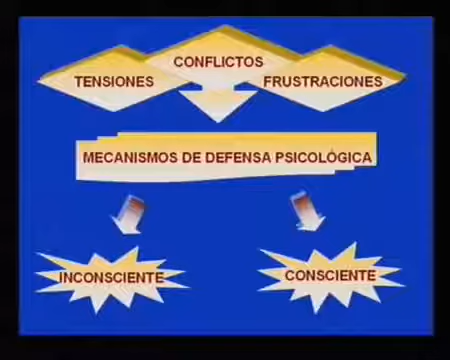 CONFLICTOS
TENSIONES
FRUSTRACIONES
MECANISMOS DE DEFENSA PSICOLÓGICA
INCONSCIENTE
CONSCIENTE